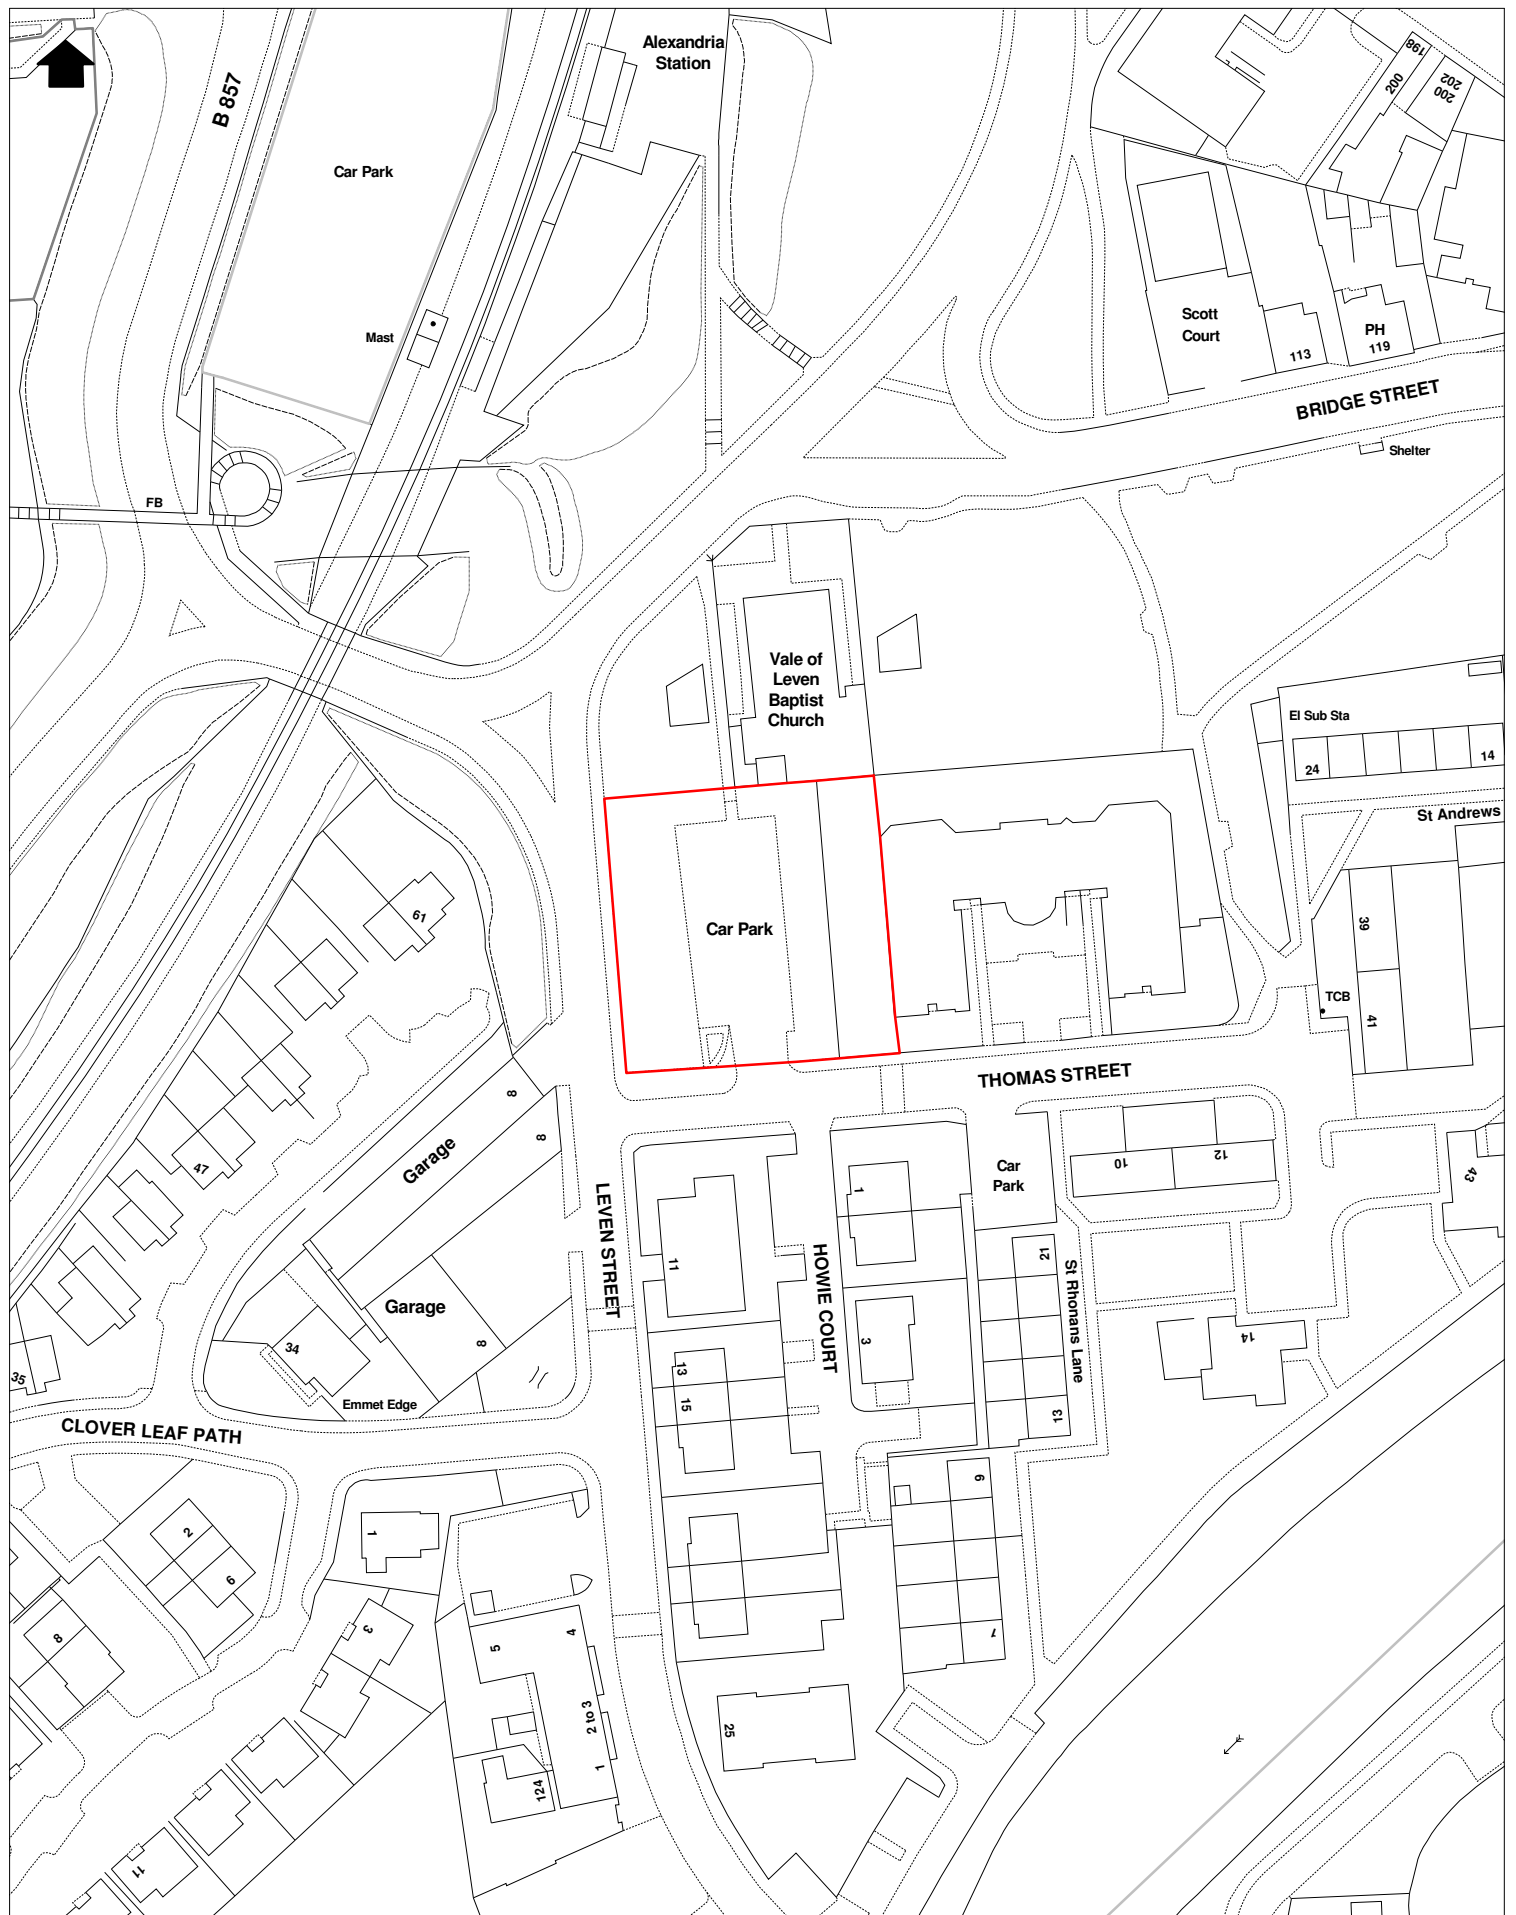 Alexandria
Station
B 857
Car Park
Mast
FB
198
200
202
200
Scott
Court
113
PH
119
BRIDGE STREET
Shelter
Vale of
Leven
Baptist
Church
El Sub Sta
24
14
St Andrews
39
TCB
41
Car Park
61
THOMAS STREET
8
8
Garage
47
LEVEN STREET
11
HOWIE COURT
1
Car
Park
10
12
43
21
St Rhonans Lane
Garage
8
34
Emmet Edge
35
3
13
15
14
13
CLOVER LEAF PATH
1
2
6
8
3
9
7
5
4
2 to 3
1
124
25
11